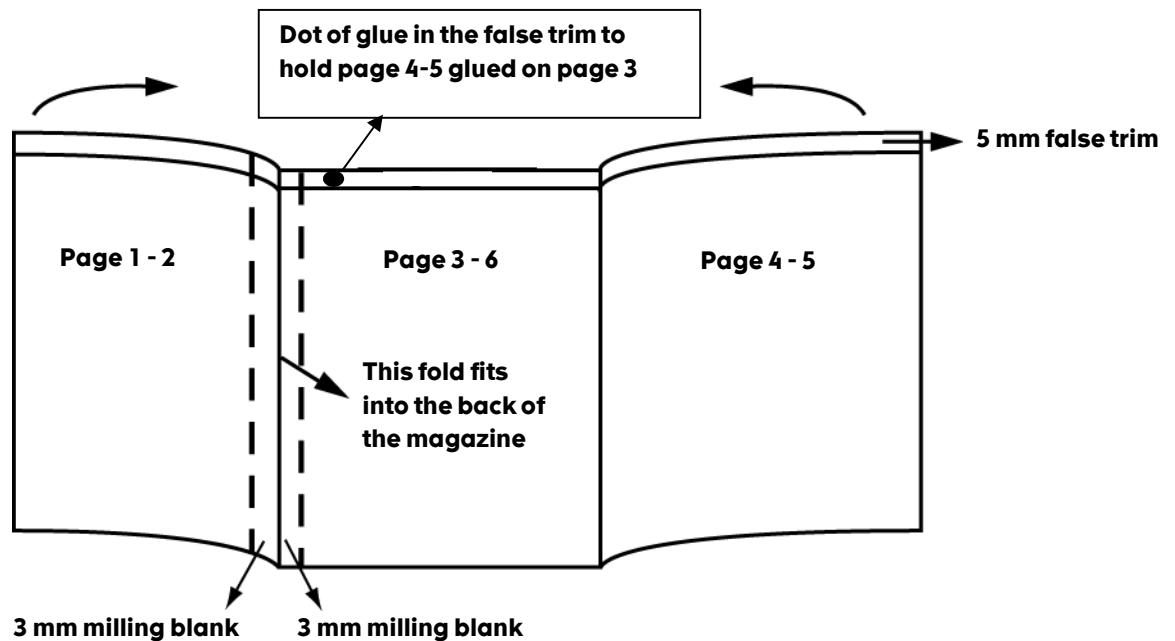 Dot of glue in the false trim to
hold page 4-5 glued on page 3
5 mm false trim
Page 1 - 2
Page 3 - 6
Page 4 - 5
This fold fits
into the back of
the magazine
3 mm milling blank
3 mm milling blank